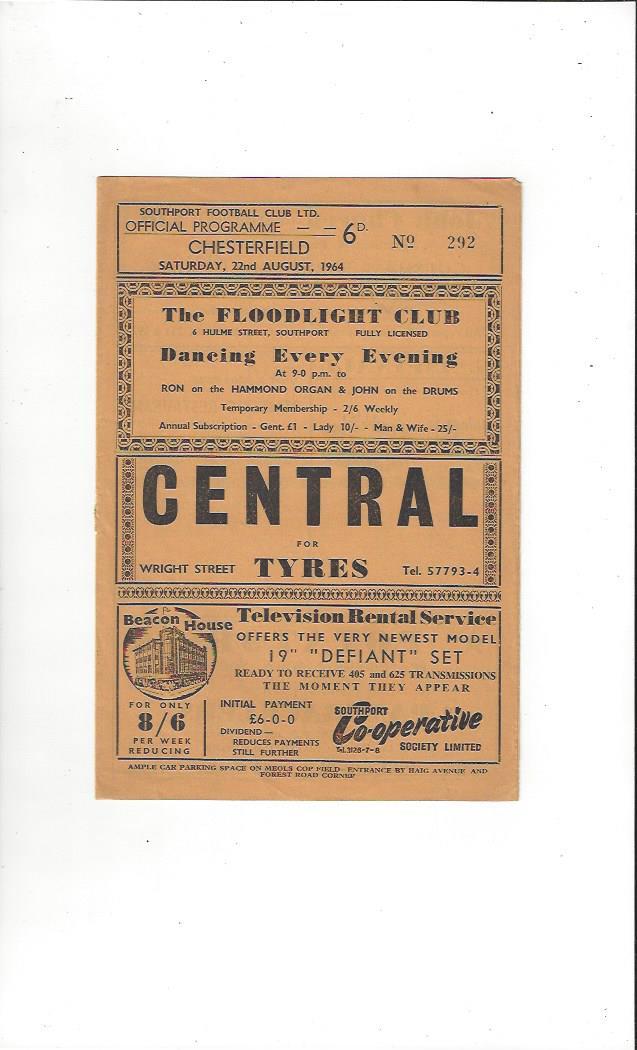 SOUTHPORT FOOTBALL CLUB LTD.
OFFICIAL PROGRAMME — — 6D.
CHESTERFIELD
SATURDAY, 22nd AUGUST, 1964
Nº 292
The FLOODLIGHT CLUB
6 HULME STREET, SOUTHPORT FULLY LICENSED
Dancing Every Evening
At 9-0 p.m. to
RON on the HAMMOND ORGAN & JOHN on the DRUMS
Temporary Membership - 2/6 Weekly
Annual Subscription - Gent. £1 - Lady 10/- - Man & Wife - 25/-
CENTRAL
FOR
WRIGHT STREET TYRES Tel. 57793-4
Beacon House
Television Rental Service
OFFERS THE VERY NEWEST MODEL
19" "DEFIANT" SET
READY TO RECEIVE 405 and 625 TRANSMISSIONS
THE MOMENT THEY APPEAR
FOR ONLY
8/6
PER WEEK
REDUCING
INITIAL PAYMENT
£6-0-0
DIVIDEND—
REDUCES PAYMENTS
STILL FURTHER
SOUTHPORT
Co-operative
Tel. 3126-7-8 SOCIETY LIMITED
AMPLE CAR PARKING SPACE ON MEOLS COP FIELD - ENTRANCE BY HAIG AVENUE AND
FOREST ROAD CORNER